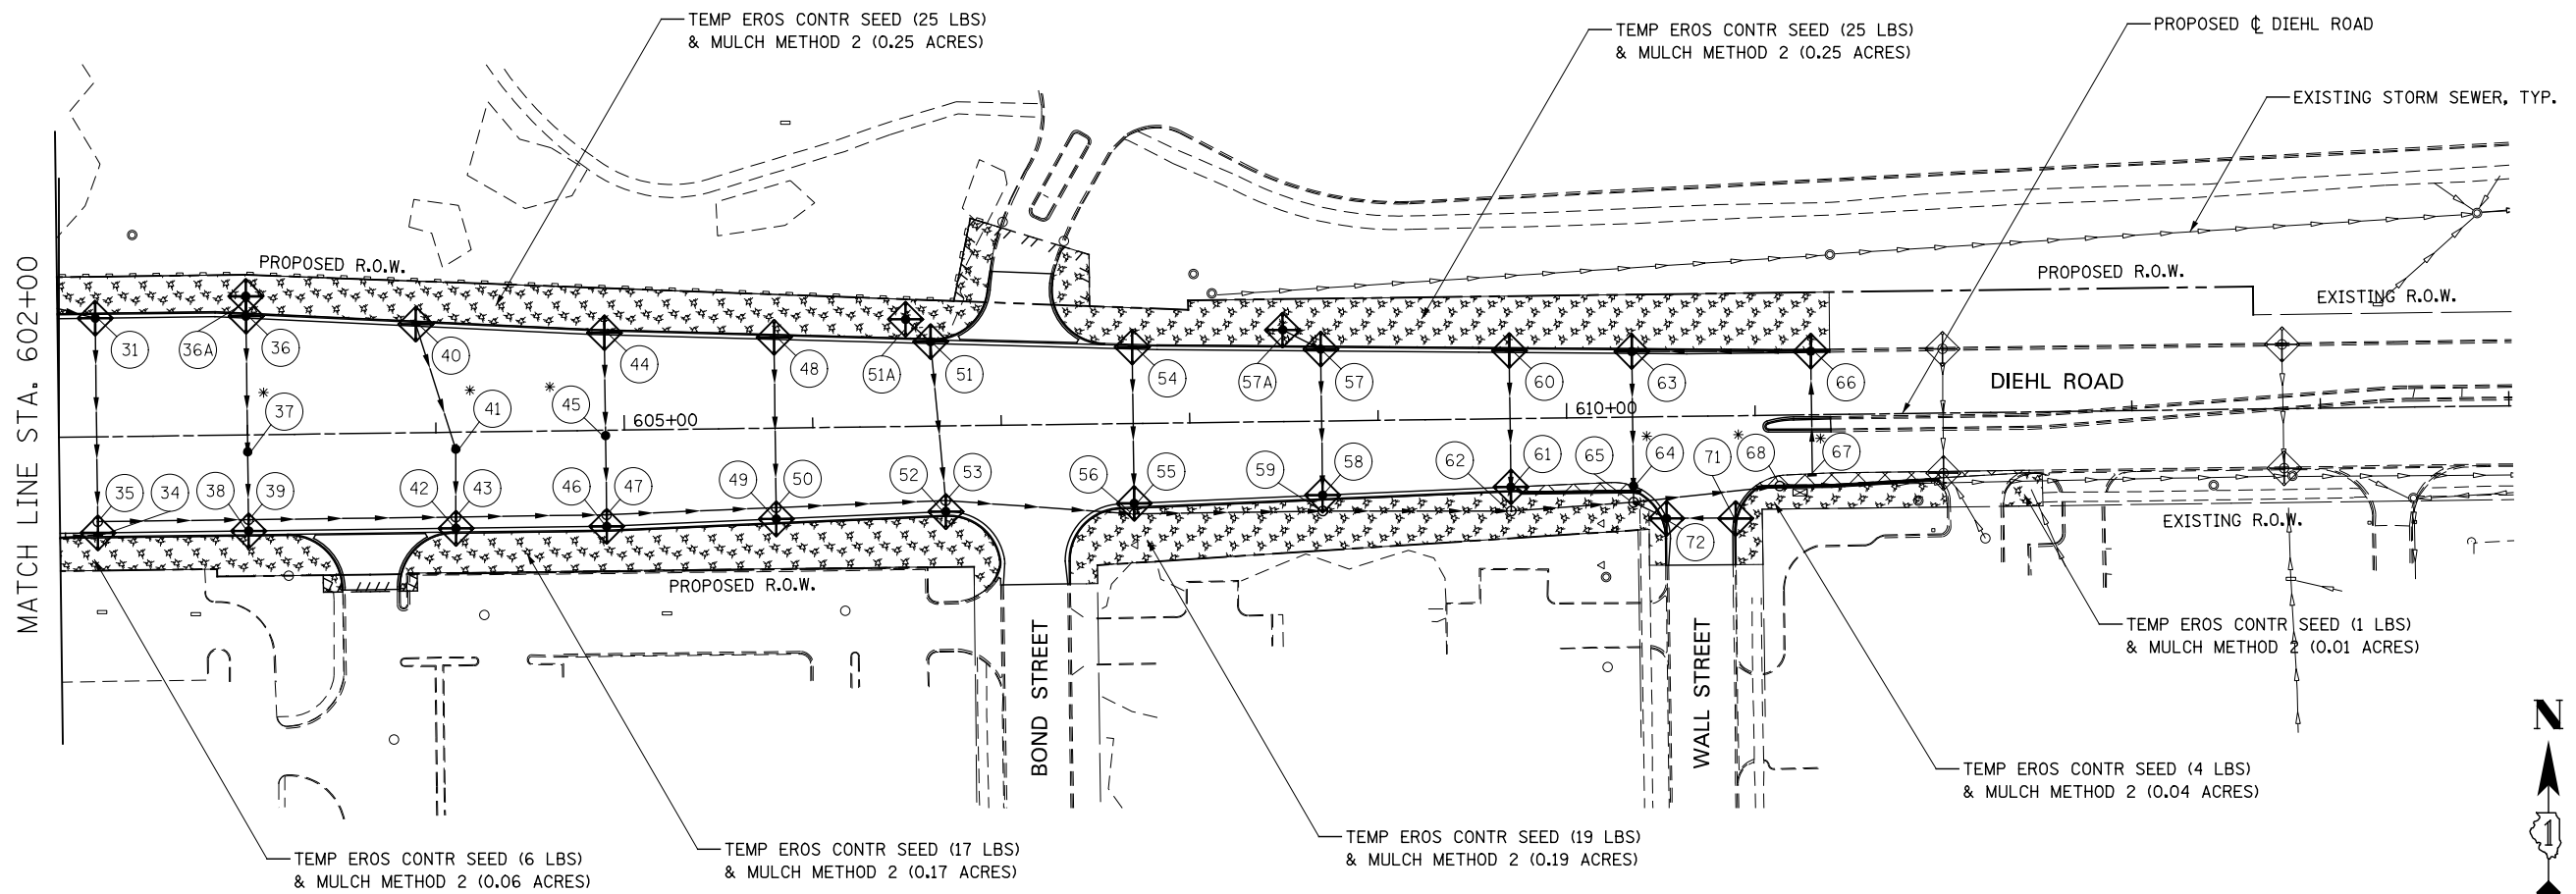 TEMP EROS CONTR SEED (25 LBS)
& MULCH METHOD 2 (0.25 ACRES)
TEMP EROS CONTR SEED (25 LBS)
& MULCH METHOD 2 (0.25 ACRES)
PROPOSED ℄ DIEHL ROAD
EXISTING STORM SEWER, TYP.
MATCH LINE STA. 602+00
PROPOSED R.O.W.
PROPOSED R.O.W.
EXISTING R.O.W.
31
36A
36
40
44
48
51A
51
54
57A
57
60
63
66
DIEHL ROAD
* 37
* 41
* 45
605+00
610+00
35
34
38
39
42
43
46
47
49
50
52
53
56
55
59
58
62
61
65
* 64
71
* 68
* 67
72
EXISTING R.O.W.
PROPOSED R.O.W.
BOND STREET
WALL STREET
TEMP EROS CONTR SEED (1 LBS)
& MULCH METHOD 2 (0.01 ACRES)
N
1
TEMP EROS CONTR SEED (4 LBS)
& MULCH METHOD 2 (0.04 ACRES)
TEMP EROS CONTR SEED (6 LBS)
& MULCH METHOD 2 (0.06 ACRES)
TEMP EROS CONTR SEED (17 LBS)
& MULCH METHOD 2 (0.17 ACRES)
TEMP EROS CONTR SEED (19 LBS)
& MULCH METHOD 2 (0.19 ACRES)